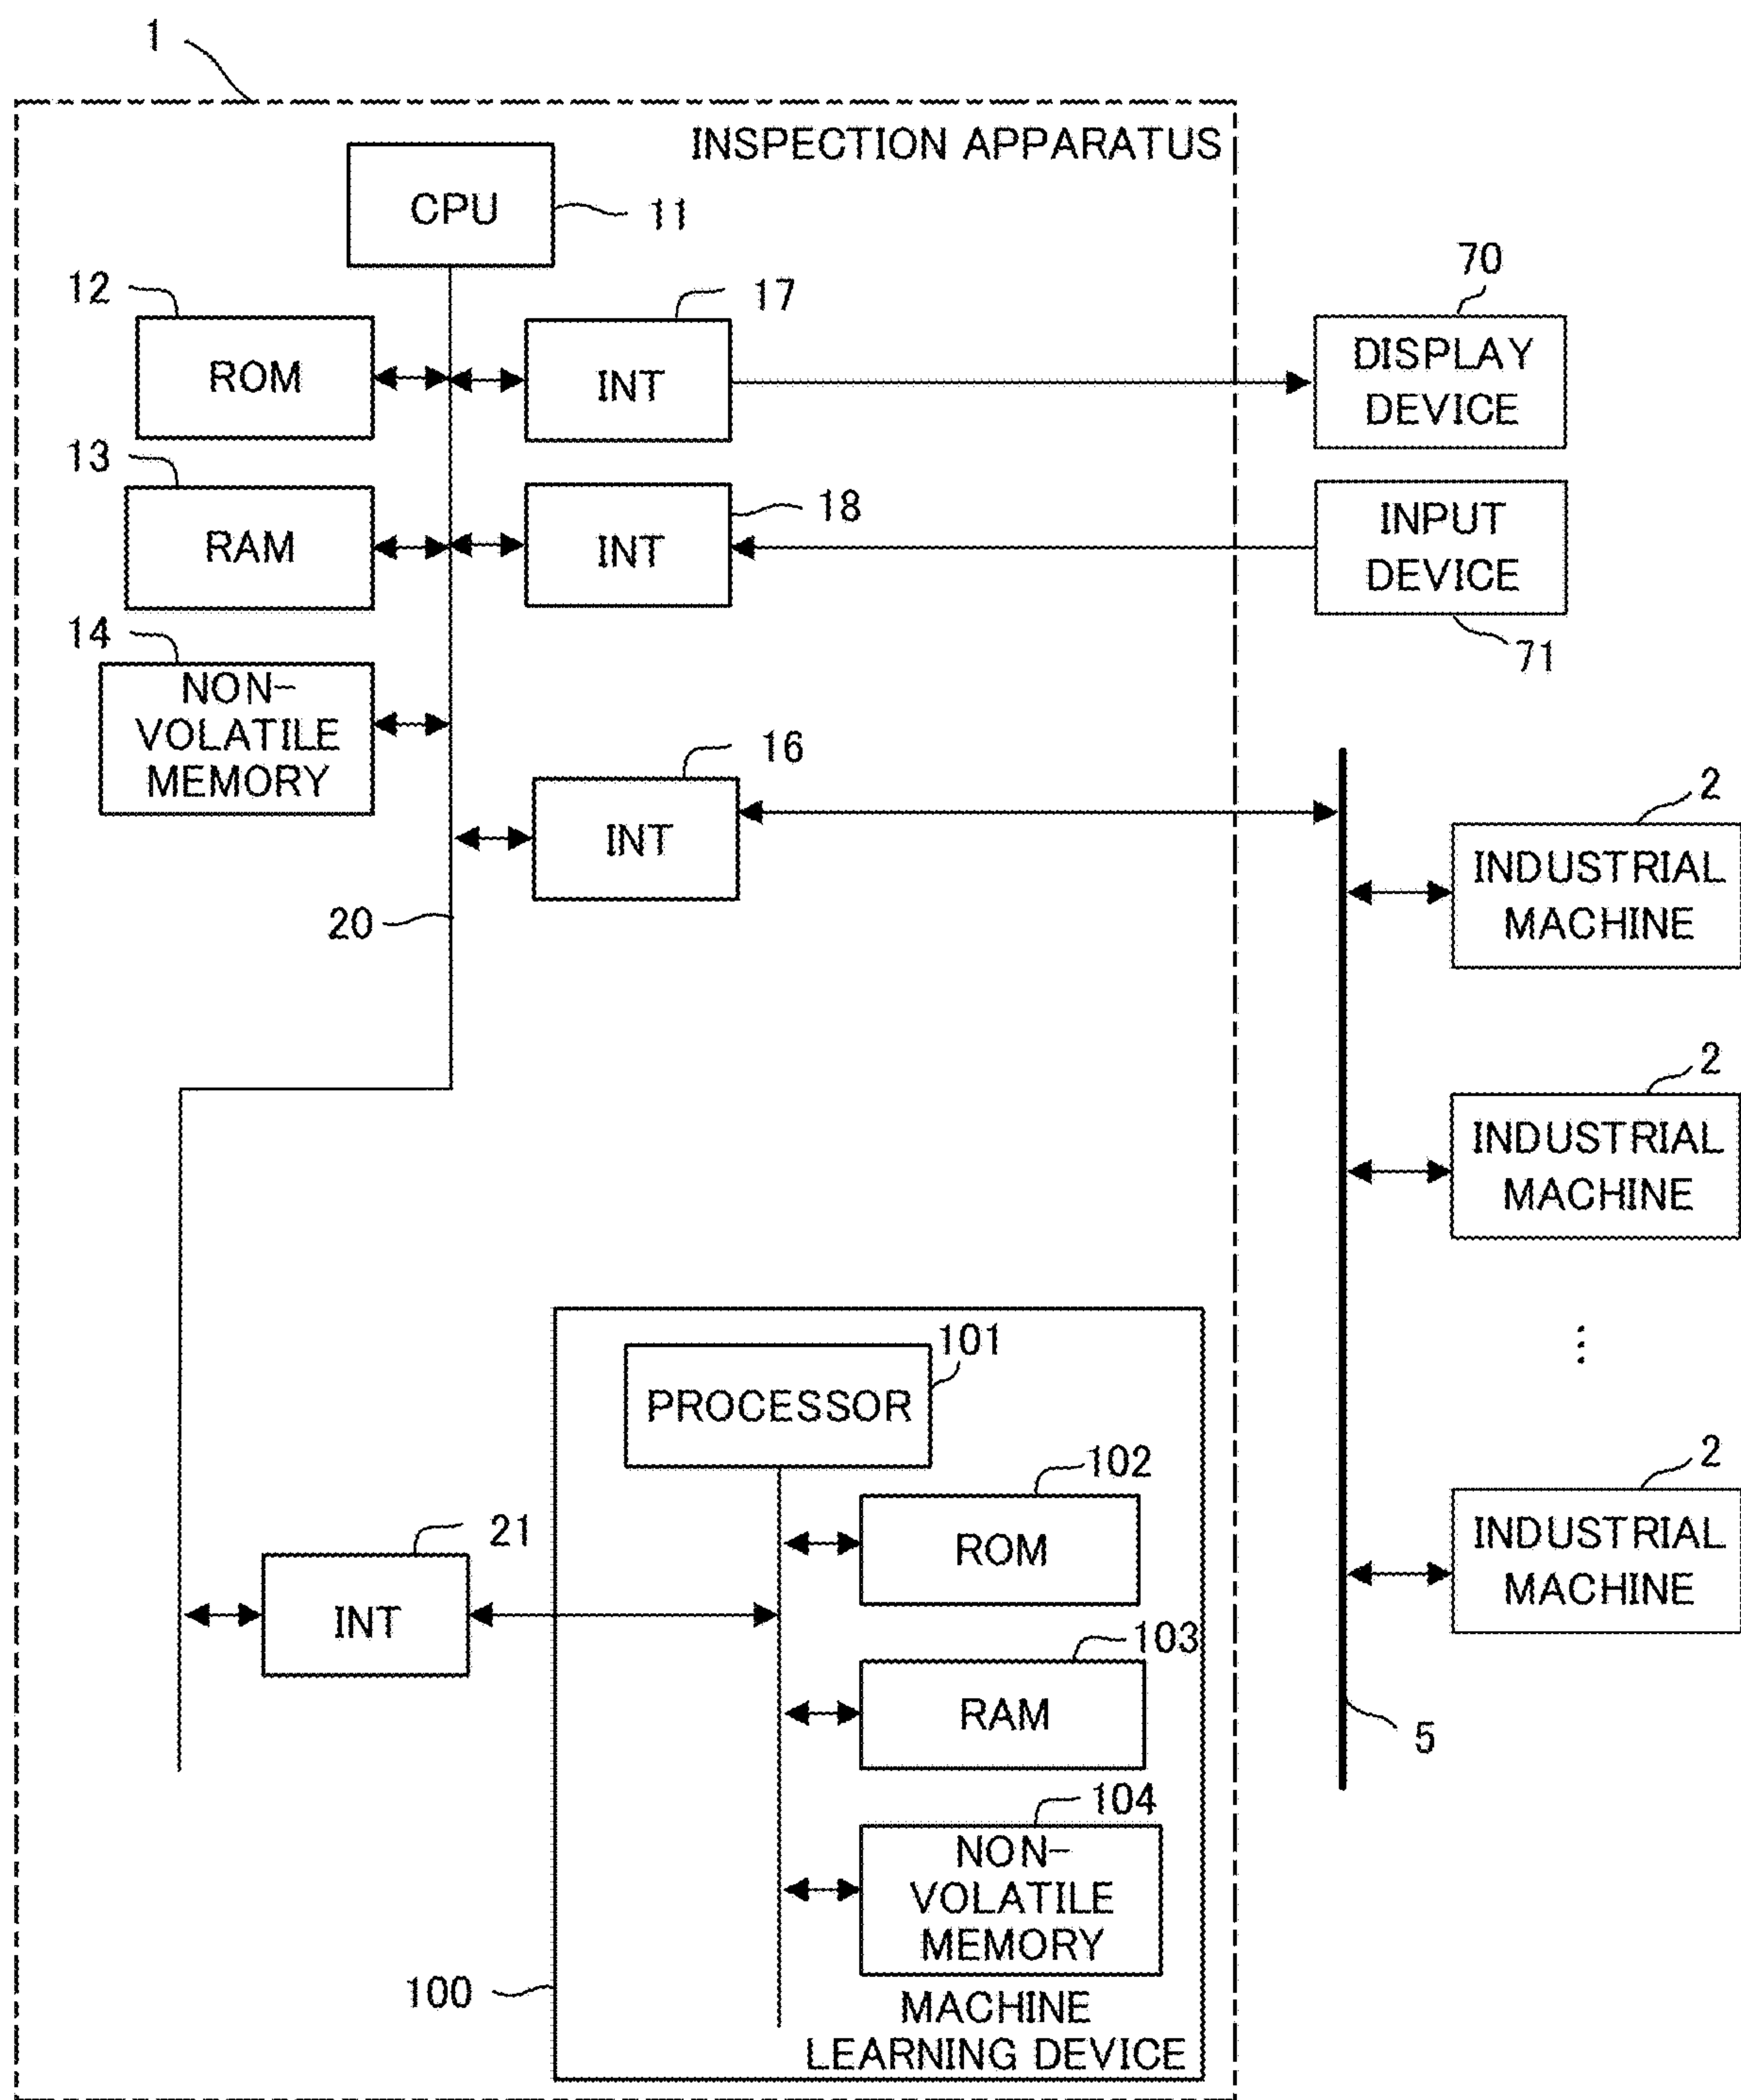 1
INSPECTION APPARATUS
CPU
11
12
ROM
17
INT
70
DISPLAY
DEVICE
13
RAM
18
INT
INPUT
DEVICE
71
14
NON-
VOLATILE
MEMORY
16
INT
20
2
INDUSTRIAL
MACHINE
2
INDUSTRIAL
MACHINE
...
2
INDUSTRIAL
MACHINE
5
101
PROCESSOR
102
ROM
21
INT
103
RAM
104
NON-
VOLATILE
MEMORY
100
MACHINE
LEARNING DEVICE